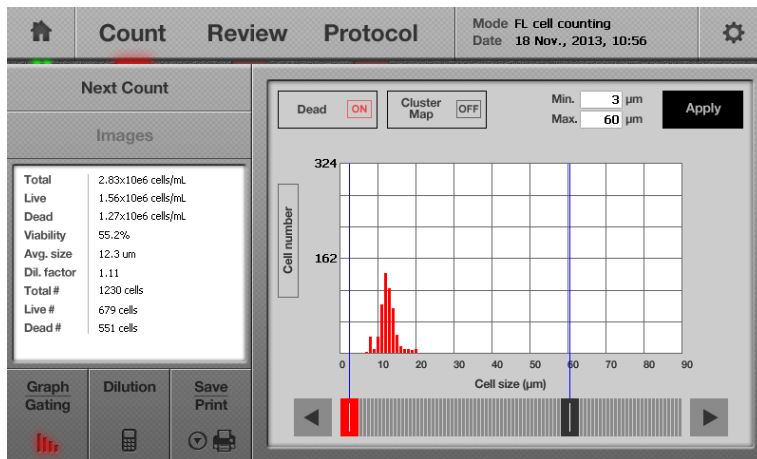 Count Review Protocol
Mode FL cell counting
Date 18 Nov., 2013, 10:56
Next Count
Images
Total 2.83x10e6 cells/mL
Live 1.56x10e6 cells/mL
Dead 1.27x10e6 cells/mL
Viability 55.2%
Avg. size 12.3 um
Dil. factor 1.11
Total # 1230 cells
Live # 679 cells
Dead # 551 cells
Graph
Gating
Dilution
Save
Print
Dead ON
Cluster
Map
OFF
Min. 3 µm
Max. 60 µm
Apply
324
Cell number
162
0 10 20 30 40 50 60 70 80 90
Cell size (µm)